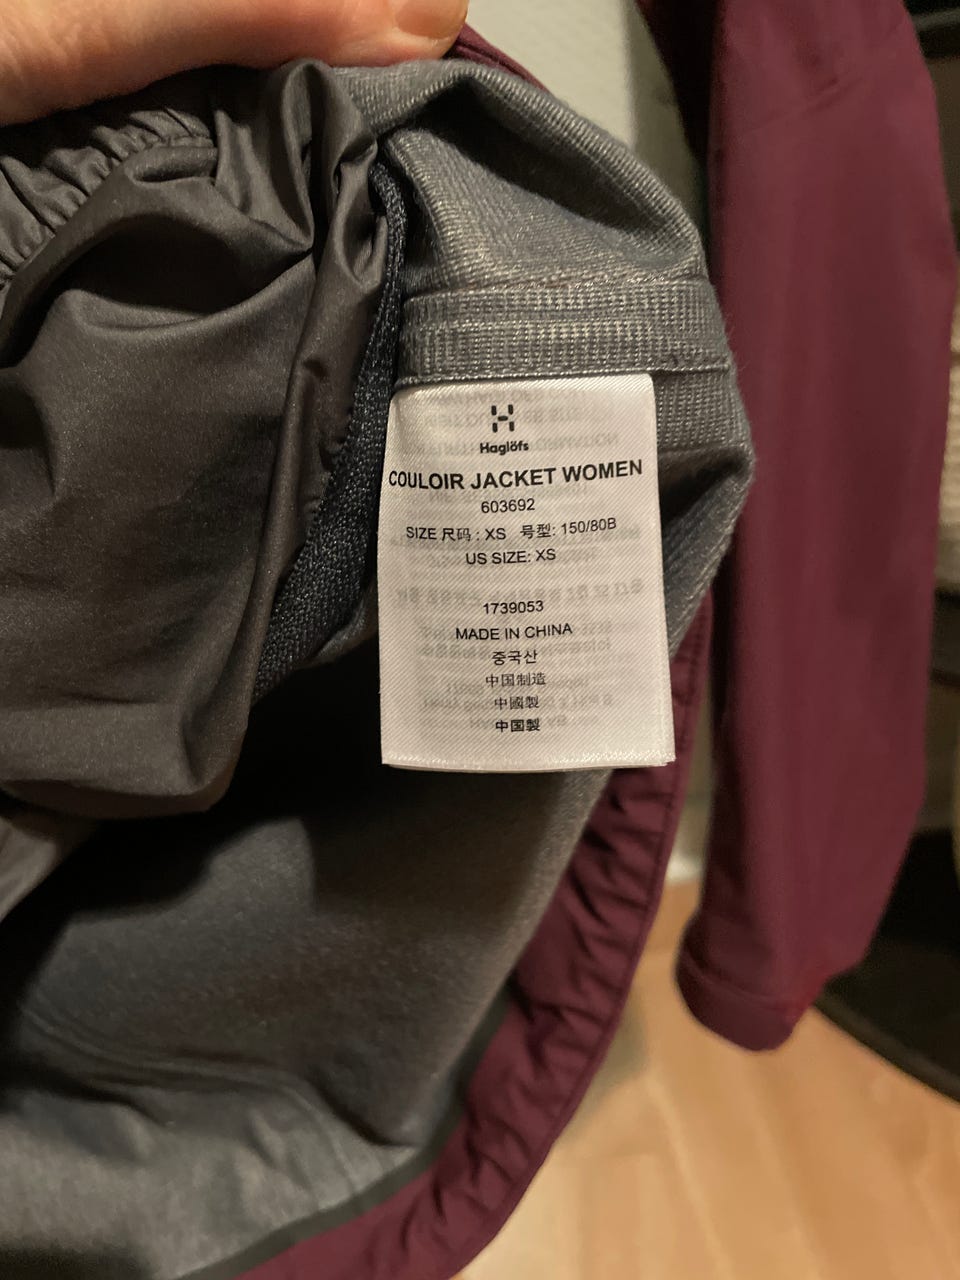 Haglöfs
COULOIR JACKET WOMEN
603692
SIZE 尺码 : XS 号型: 150/80B
US SIZE: XS
1739053
MADE IN CHINA
중국산
中国制造
中國製
中国製